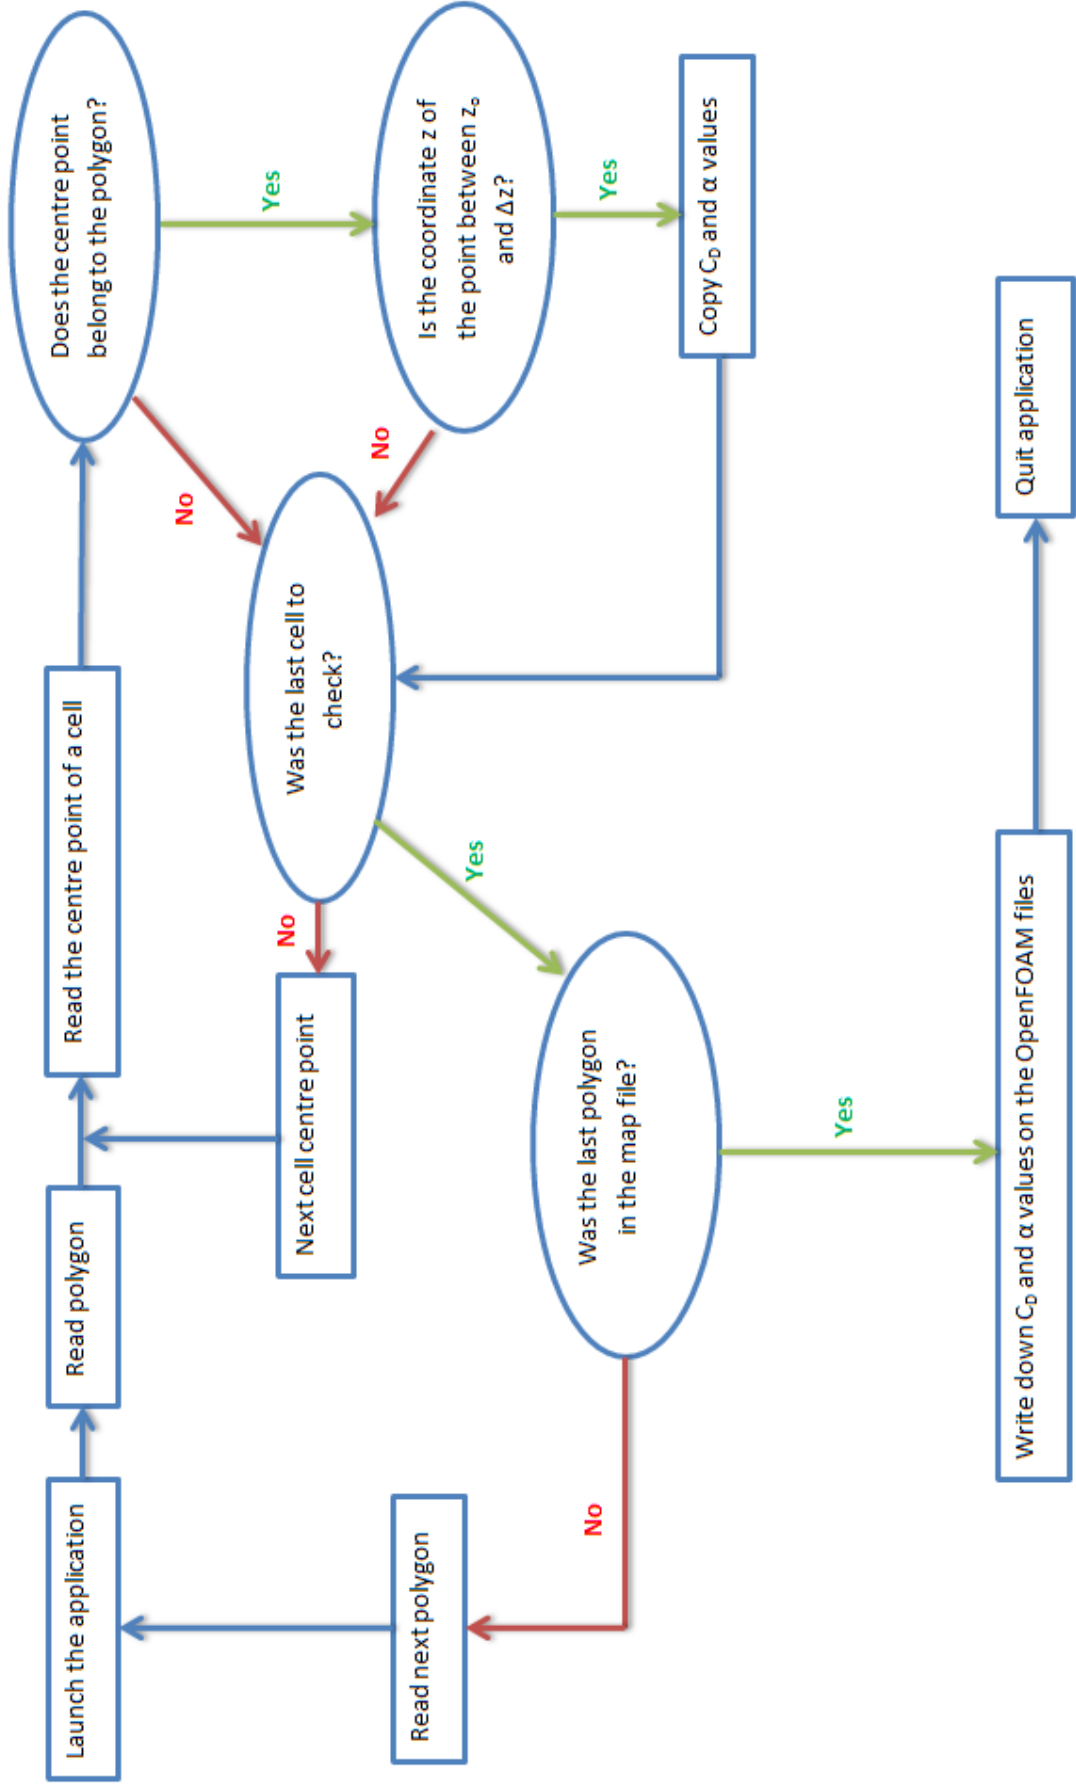 Launch the application
Read polygon
Read the centre point of a cell
Does the centre point
belong to the polygon?
No
Yes
Is the coordinate z of
the point between zₒ
and Δz?
No
Yes
Copy C_D and α values
Was the last cell to
check?
No
Next cell centre point
Yes
Was the last polygon
in the map file?
No
Read next polygon
Yes
Write down C_D and α values on the OpenFOAM files
Quit application